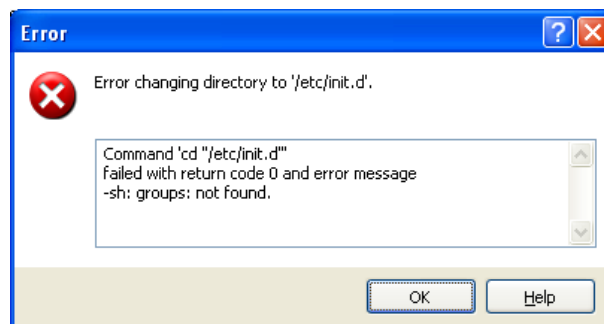 Error
Error changing directory to '/etc/init.d'.
Command 'cd "/etc/init.d"'
failed with return code 0 and error message
-sh: groups: not found.
OK
Help